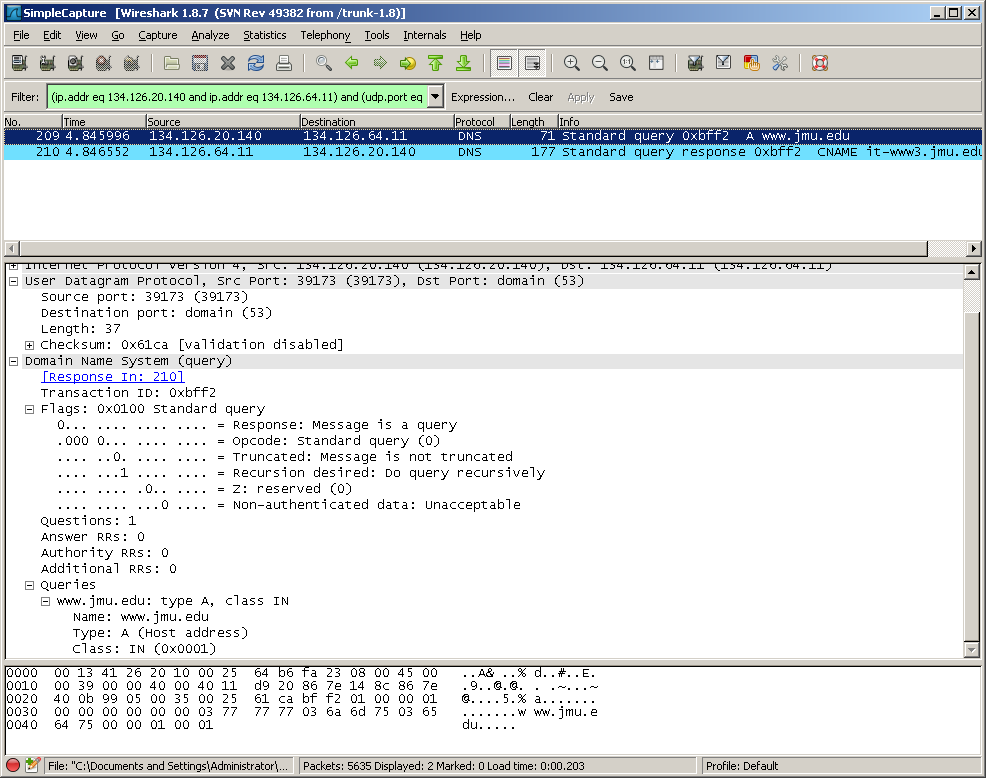 SimpleCapture [Wireshark 1.8.7 (SVN Rev 49382 from /trunk-1.8)]
File Edit View Go Capture Analyze Statistics Telephony Tools Internals Help
Filter: (ip.addr eq 134.126.20.140 and ip.addr eq 134.126.64.11) and (udp.port eq Expression... Clear Apply Save
No. Time Source Destination Protocol Length Info
209 4.845996 134.126.20.140 134.126.64.11 DNS 71 Standard query 0xbff2 A www.jmu.edu
210 4.846552 134.126.64.11 134.126.20.140 DNS 177 Standard query response 0xbff2 CNAME it-www3.jmu.edu
Internet Protocol Version 4, Src: 134.126.20.140 (134.126.20.140), Dst: 134.126.64.11 (134.126.64.11)
User Datagram Protocol, Src Port: 39173 (39173), Dst Port: domain (53)
Source port: 39173 (39173)
Destination port: domain (53)
Length: 37
Checksum: 0x61ca [validation disabled]
Domain Name System (query)
[Response In: 210]
Transaction ID: 0xbff2
Flags: 0x0100 Standard query
0... .... .... .... = Response: Message is a query
.000 0... .... .... = Opcode: Standard query (0)
.... ..0. .... .... = Truncated: Message is not truncated
.... ...1 .... .... = Recursion desired: Do query recursively
.... .... .0.. .... = Z: reserved (0)
.... .... ...0 .... = Non-authenticated data: Unacceptable
Questions: 1
Answer RRs: 0
Authority RRs: 0
Additional RRs: 0
Queries
www.jmu.edu: type A, class IN
Name: www.jmu.edu
Type: A (Host address)
Class: IN (0x0001)
0000 00 13 41 26 20 10 00 25 64 b6 fa 23 08 00 45 00 ..A& ..% d..#..E.
0010 00 39 00 00 40 00 40 11 d9 20 86 7e 14 8c 86 7e .9..@.@. . .~...~
0020 40 0b 99 05 00 35 00 25 61 ca bf f2 01 00 00 01 @....5.% a.......
0030 00 00 00 00 00 00 03 77 77 77 03 6a 6d 75 03 65 .......w ww.jmu.e
0040 64 75 00 00 01 00 01 du.....
File: "C:\Documents and Settings\Administrator\... Packets: 5635 Displayed: 2 Marked: 0 Load time: 0:00.203 Profile: Default